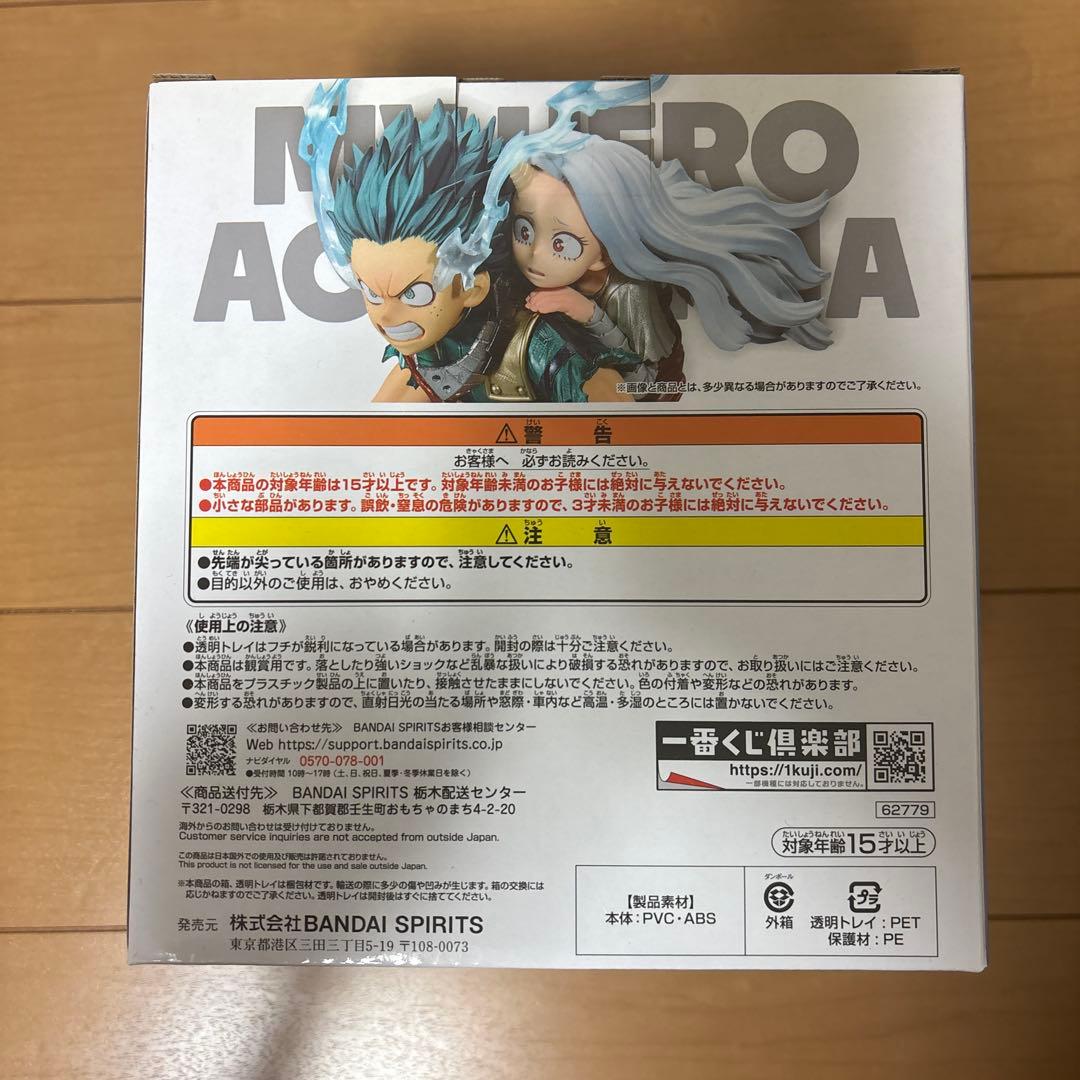 MY HERO
ACADEMIA
※画像と商品とは、多少異なる場合がありますのでご了承ください。
⚠警告
お客様へ 必ずお読みください。
●本商品の対象年齢は15才以上です。対象年齢未満のお子様には絶対に与えないでください。
●小さな部品があります。誤飲・窒息の危険がありますので、3才未満のお子様には絶対に与えないでください。
⚠注意
●先端が尖っている箇所がありますので、注意してください。
●目的以外のご使用は、おやめください。
《使用上の注意》
●透明トレイはフチが鋭利になっている場合があります。開封の際は十分ご注意ください。
●本商品は観賞用です。落としたり強いショックなど乱暴な扱いにより破損する恐れがありますので、お取り扱いにはご注意ください。
●本商品をプラスチック製品の上に置いたり、接触させたままにしないでください。色の付着や変形などの恐れがあります。
●変形する恐れがありますので、直射日光の当たる場所や窓際・車内など高温・多湿のところには置かないでください。
≪お問い合わせ先≫ BANDAI SPIRITSお客様相談センター
Web https://support.bandaispirits.co.jp
ナビダイヤル 0570-078-001
●受付時間 10時～17時(土、日、祝日、夏季・冬季休業日を除く)
≪商品送付先≫ BANDAI SPIRITS 栃木配送センター
〒321-0298 栃木県下都賀郡壬生町おもちゃのまち4-2-20
海外からのお問い合わせは受け付けておりません。
Customer service inquiries are not accepted from outside Japan.
この商品は日本国外での使用及び販売は許諾されておりません。
This product is not licensed for the use and sale outside Japan.
※本商品の箱、透明トレイは梱包材です。輸送の際に多少の傷や凹みが生じます。箱の交換には
応じかねますのでご了承ください。透明トレイは開封後はすぐに捨ててください。
発売元 株式会社BANDAI SPIRITS
東京都港区三田三丁目5-19 〒108-0073
一番くじ倶楽部
https://1kuji.com/
一部機種には対応しておりません。
62779
対象年齢15才以上
【製品素材】
本体:PVC・ABS
ダンボール
外箱
プラ
透明トレイ:PET
保護材:PE